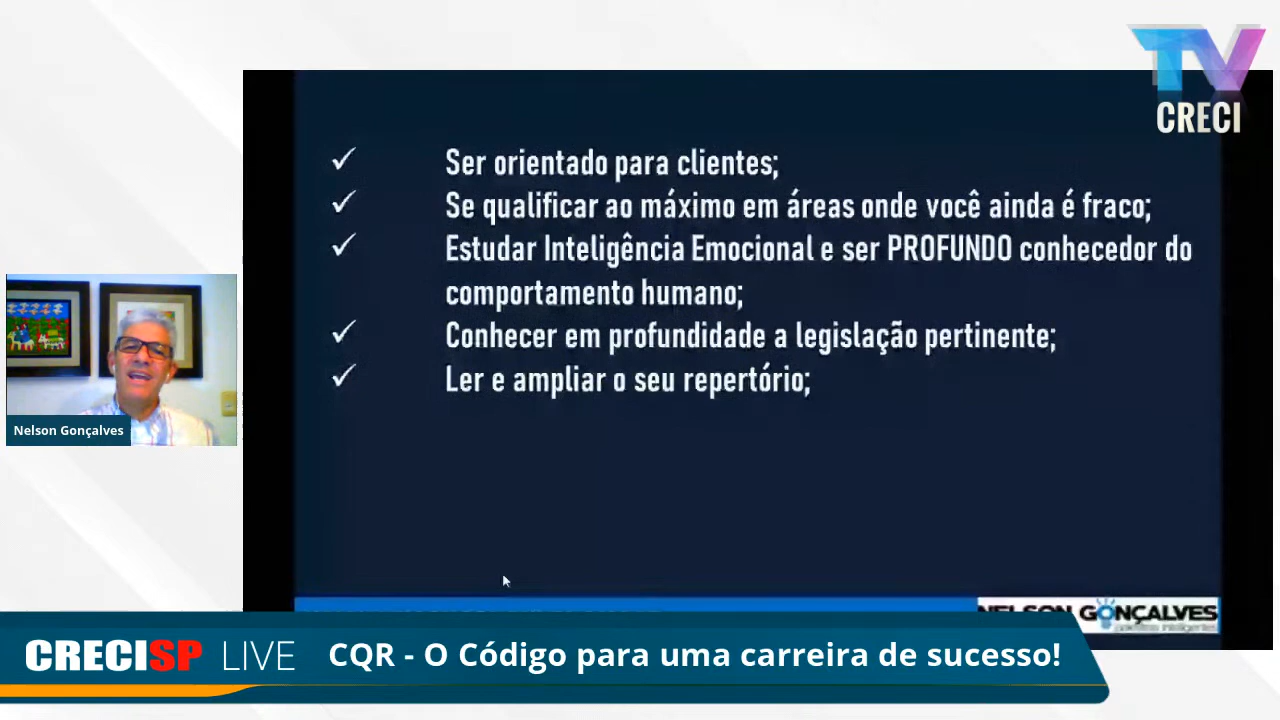 TV
CRECI
✓ Ser orientado para clientes;
✓ Se qualificar ao máximo em áreas onde você ainda é fraco;
✓ Estudar Inteligência Emocional e ser PROFUNDO conhecedor do
comportamento humano;
✓ Conhecer em profundidade a legislação pertinente;
✓ Ler e ampliar o seu repertório;
Nelson Gonçalves
NELSON GONÇALVES
CRECISP LIVE CQR - O Código para uma carreira de sucesso!